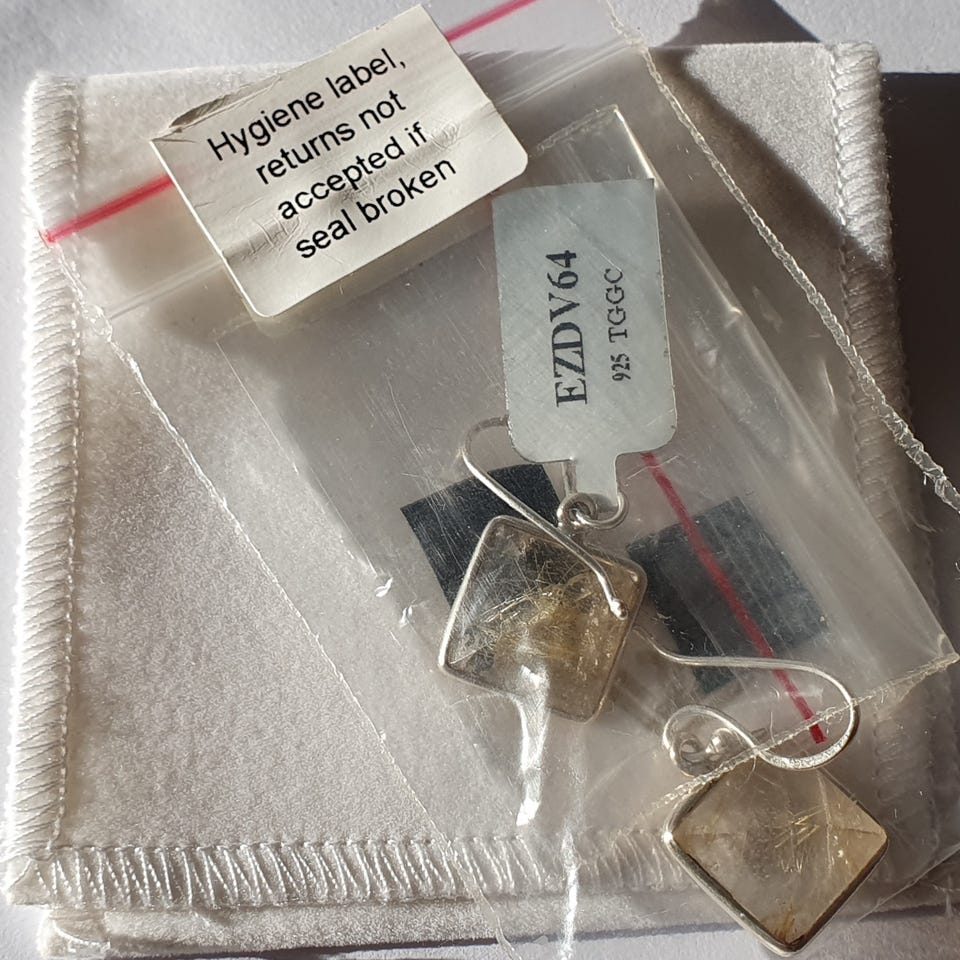 Hygiene label,
returns not
accepted if
seal broken
EZDV64
925 TGGC